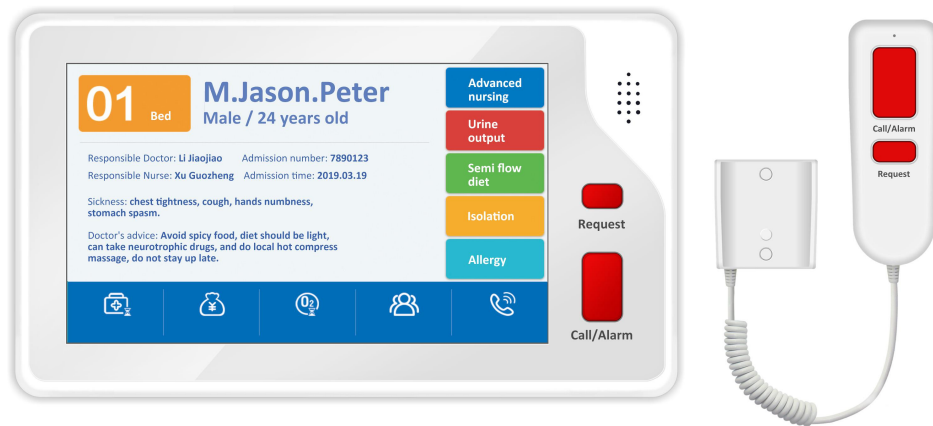 01 Bed
M.Jason.Peter
Male / 24 years old
Responsible Doctor: Li Jiaojiao Admission number: 7890123
Responsible Nurse: Xu Guozheng Admission time: 2019.03.19
Sickness: chest tightness, cough, hands numbness,
stomach spasm.
Doctor's advice: Avoid spicy food, diet should be light,
can take neurotrophic drugs, and do local hot compress
massage, do not stay up late.
Advanced
nursing
Urine
output
Semi flow
diet
Isolation
Allergy
¥
O2
Request
Call/Alarm
Call/Alarm
Request